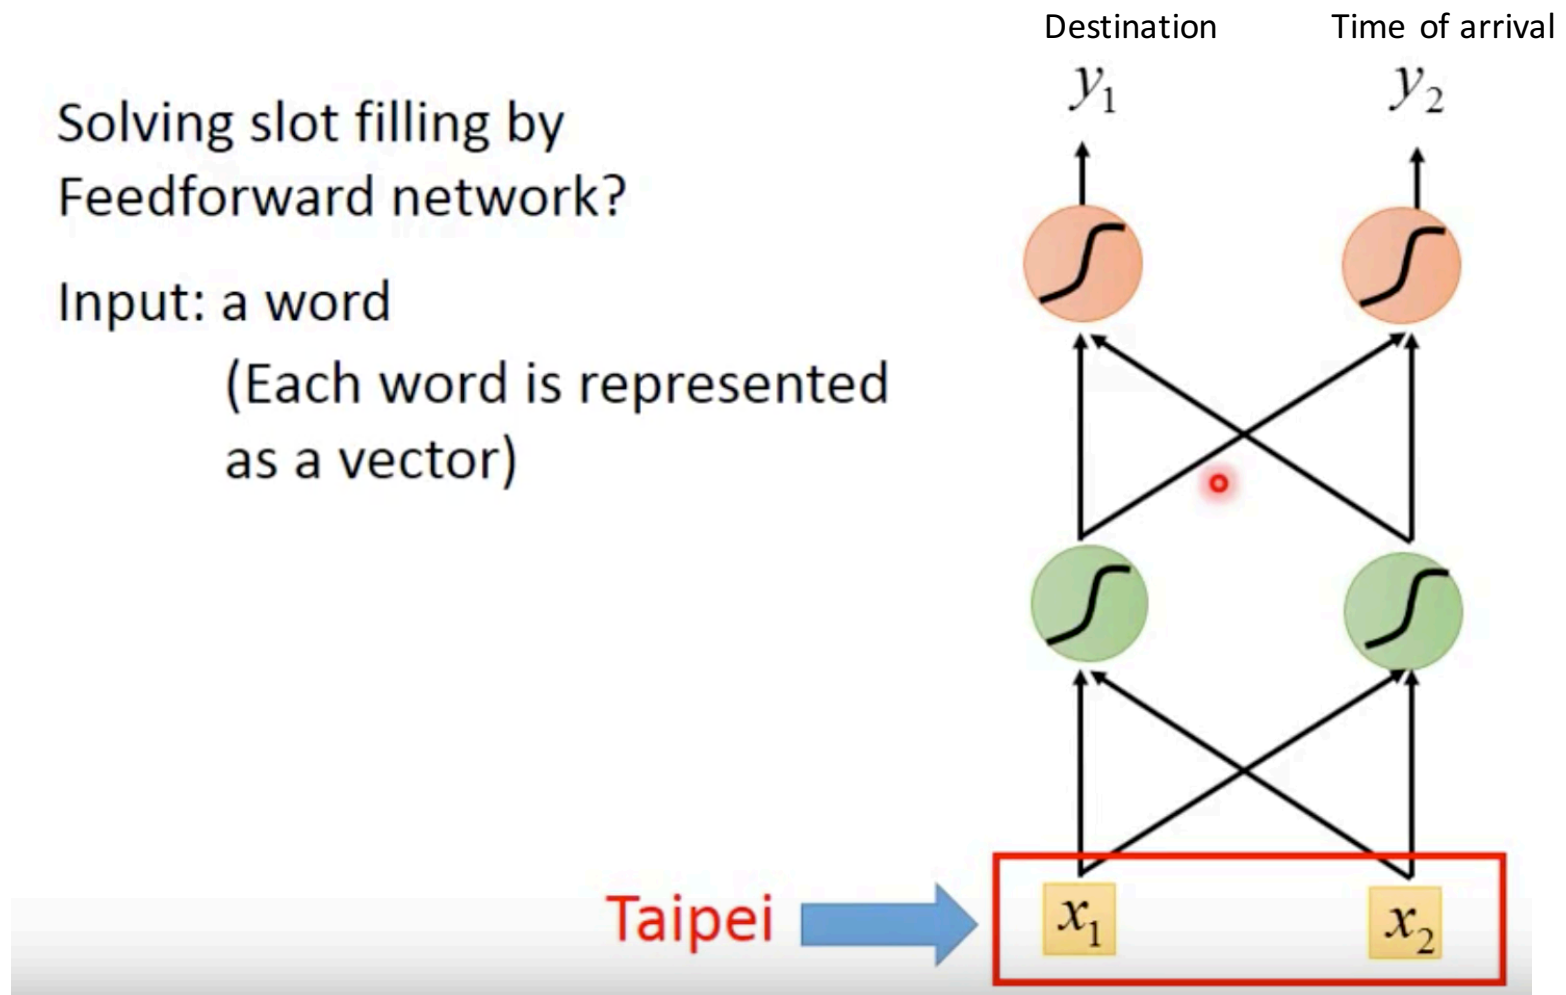 Destination Time of arrival
y1 y2
Solving slot filling by
Feedforward network?
Input: a word
(Each word is represented
as a vector)
Taipei x1 x2